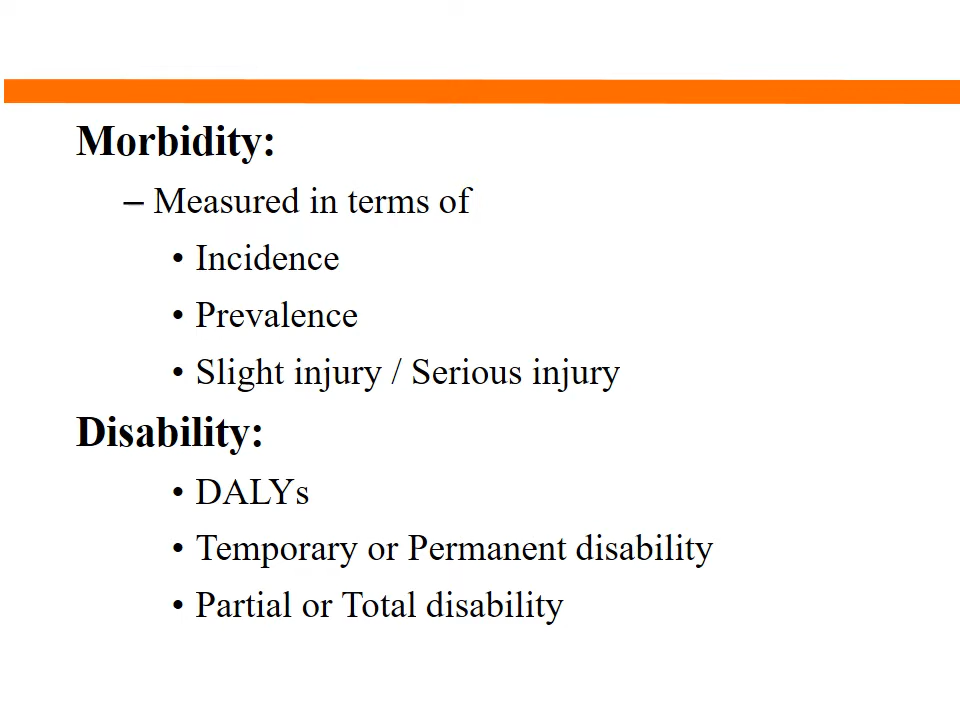 Morbidity:
– Measured in terms of
• Incidence
• Prevalence
• Slight injury / Serious injury
Disability:
• DALYs
• Temporary or Permanent disability
• Partial or Total disability